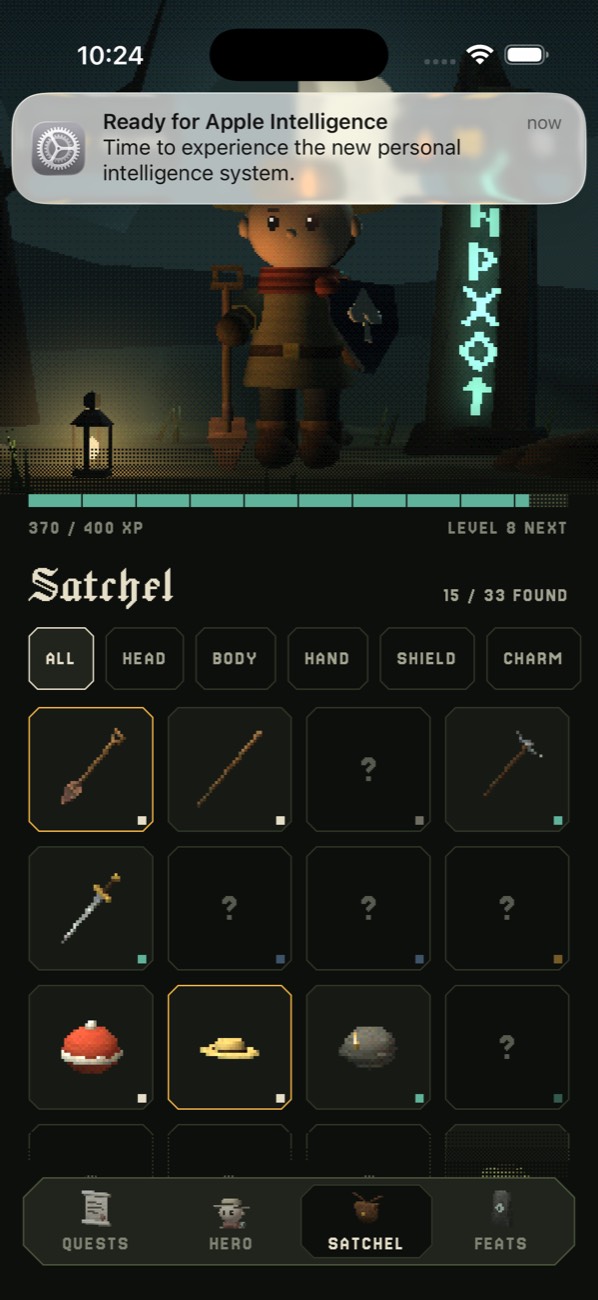 10:24
Ready for Apple Intelligence
now
Time to experience the new personal
intelligence system.
370 / 400 XP
LEVEL 8 NEXT
Satchel
15 / 33 FOUND
ALL
HEAD
BODY
HAND
SHIELD
CHARM
?
?
?
?
?
QUESTS
HERO
SATCHEL
FEATS